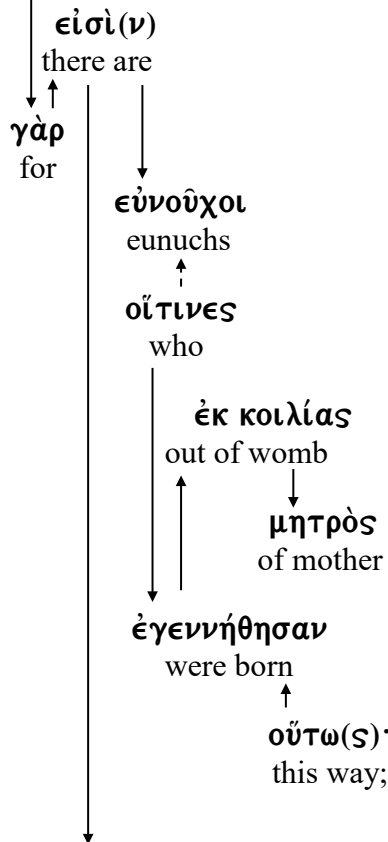 εἰσὶ(ν)
there are
γὰρ
for
εὐνοῦχοι
eunuchs
οἵτινες
who
ἐκ κοιλίας
out of womb
μητρὸς
of mother
ἐγεννήθησαν
were born
οὕτω(ς)·
this way;